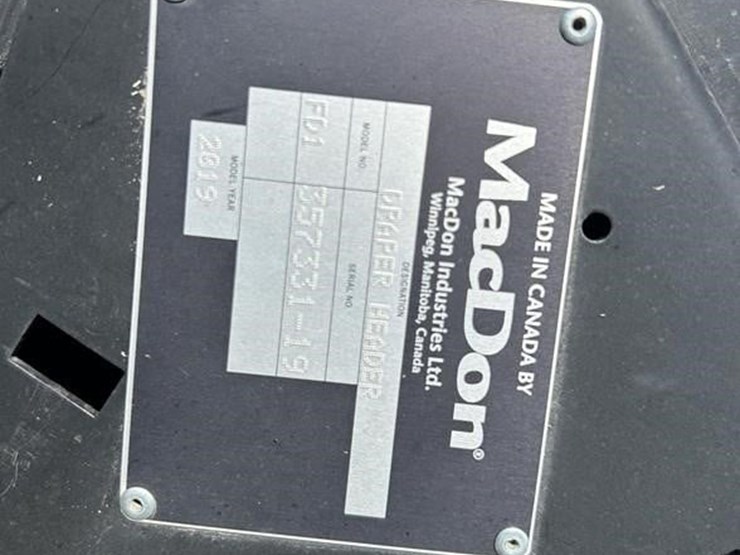 MADE IN CANADA BY
MacDon®
MacDon Industries Ltd.
Winnipeg, Manitoba, Canada
DESIGNATION
DRAPER HEADER
MODEL NO.
SERIAL NO.
FD1
357331-19
MODEL YEAR
2019